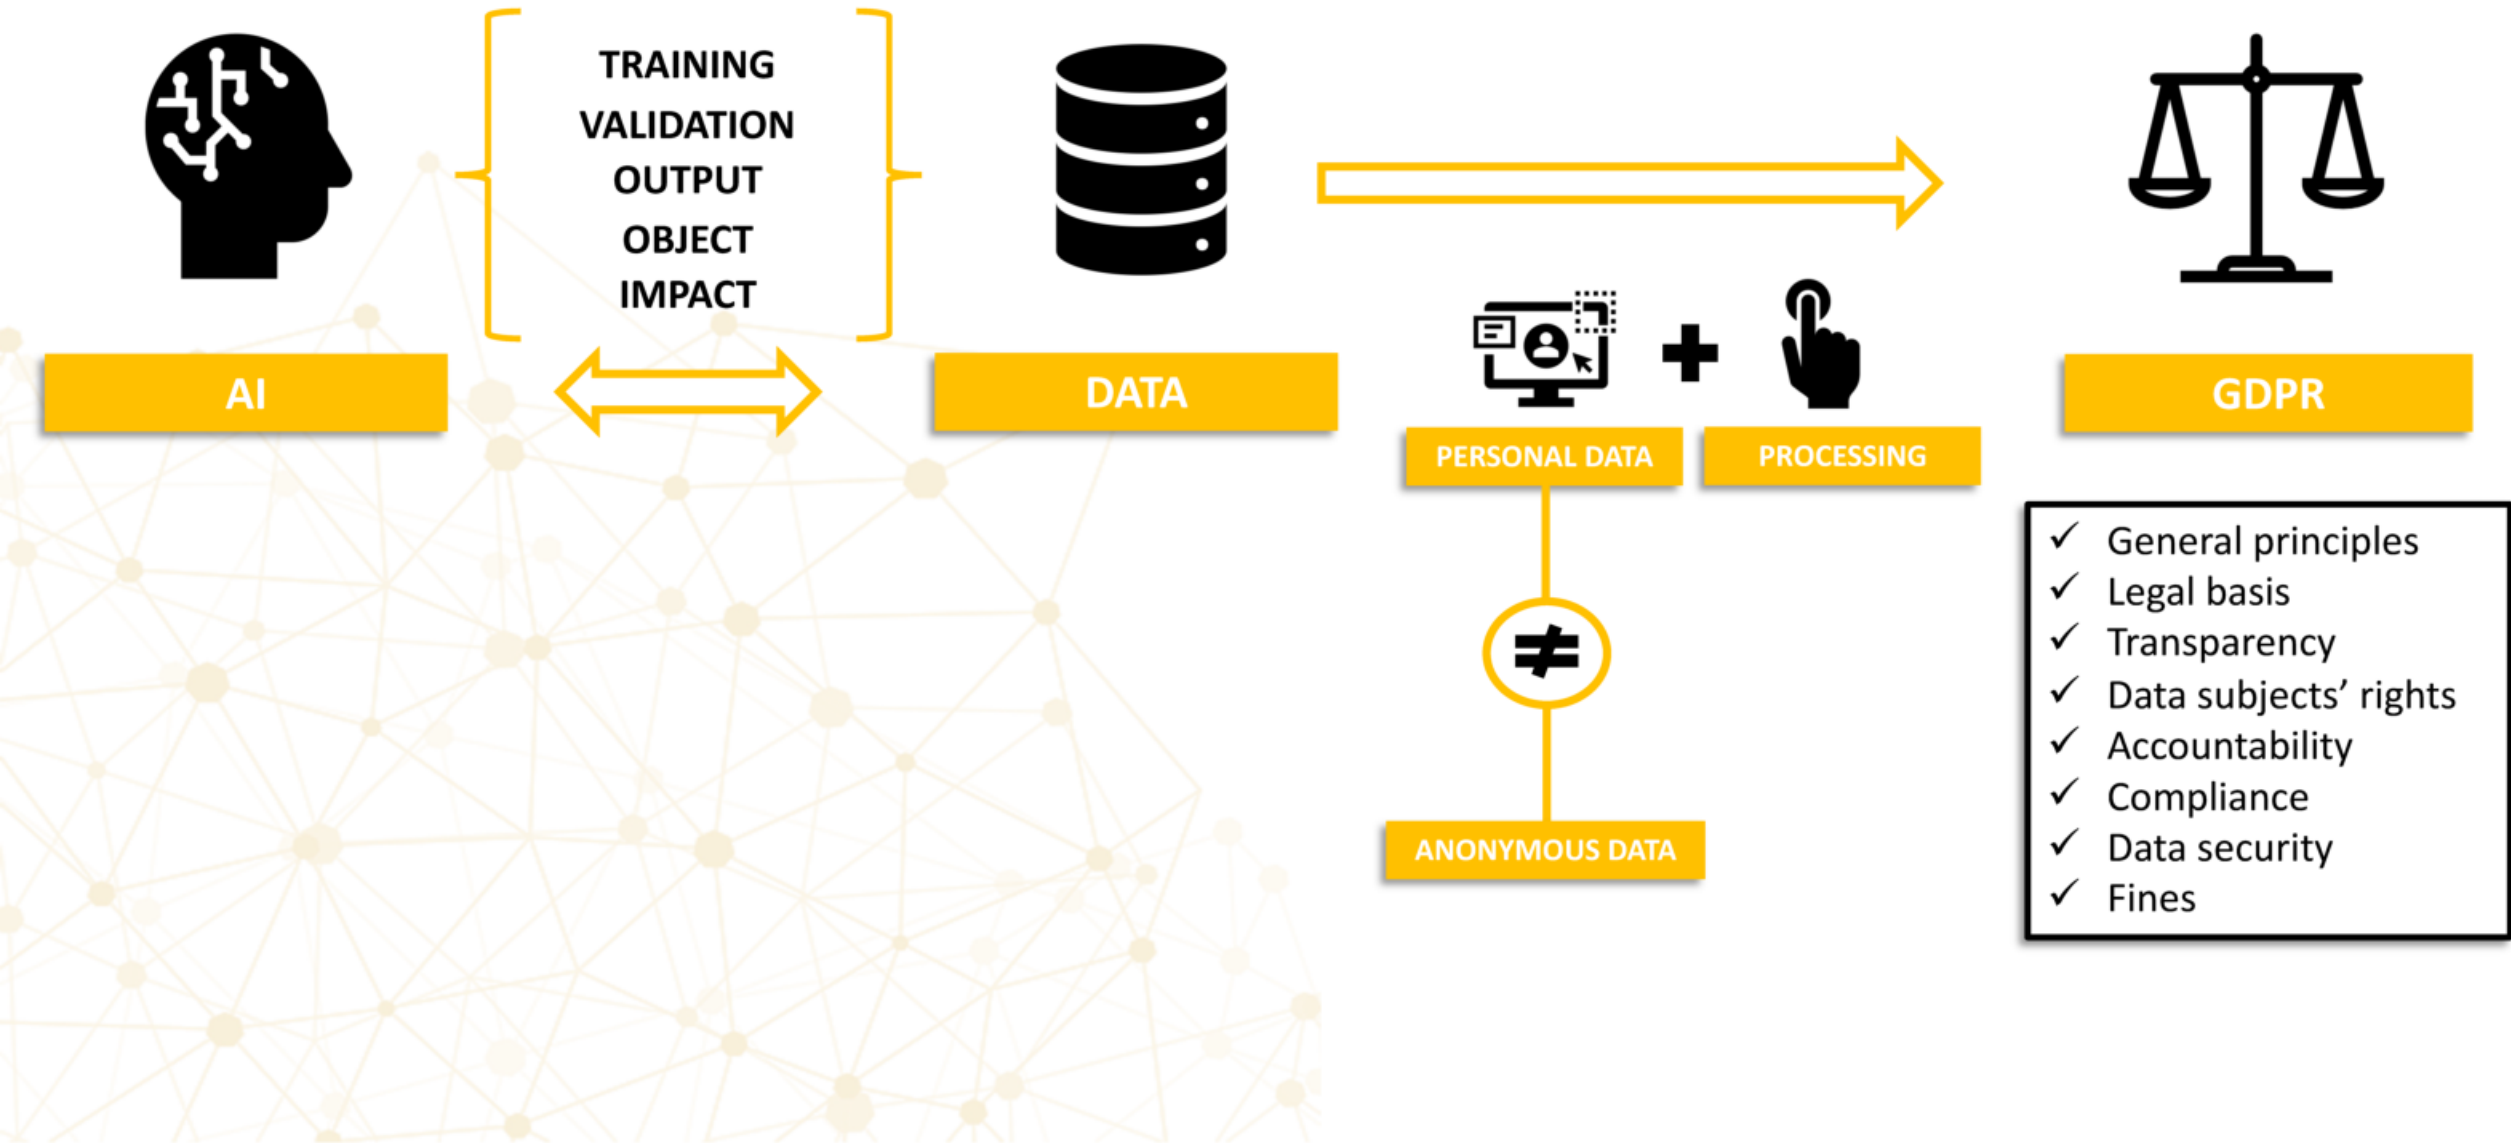 TRAINING
VALIDATION
OUTPUT
OBJECT
IMPACT
AI
DATA
PERSONAL DATA
PROCESSING
≠
ANONYMOUS DATA
GDPR
✓ General principles
✓ Legal basis
✓ Transparency
✓ Data subjects’ rights
✓ Accountability
✓ Compliance
✓ Data security
✓ Fines